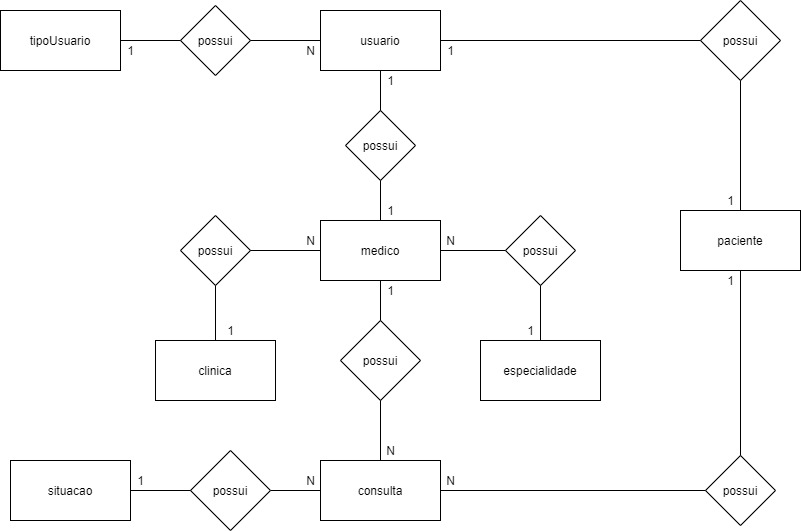 tipoUsuario
1
possui
N
usuario
1
possui
1
possui
1
1
possui
N
medico
N
possui
paciente
1
1
1
1
possui
clinica
especialidade
N
situacao
1
possui
N
consulta
N
possui